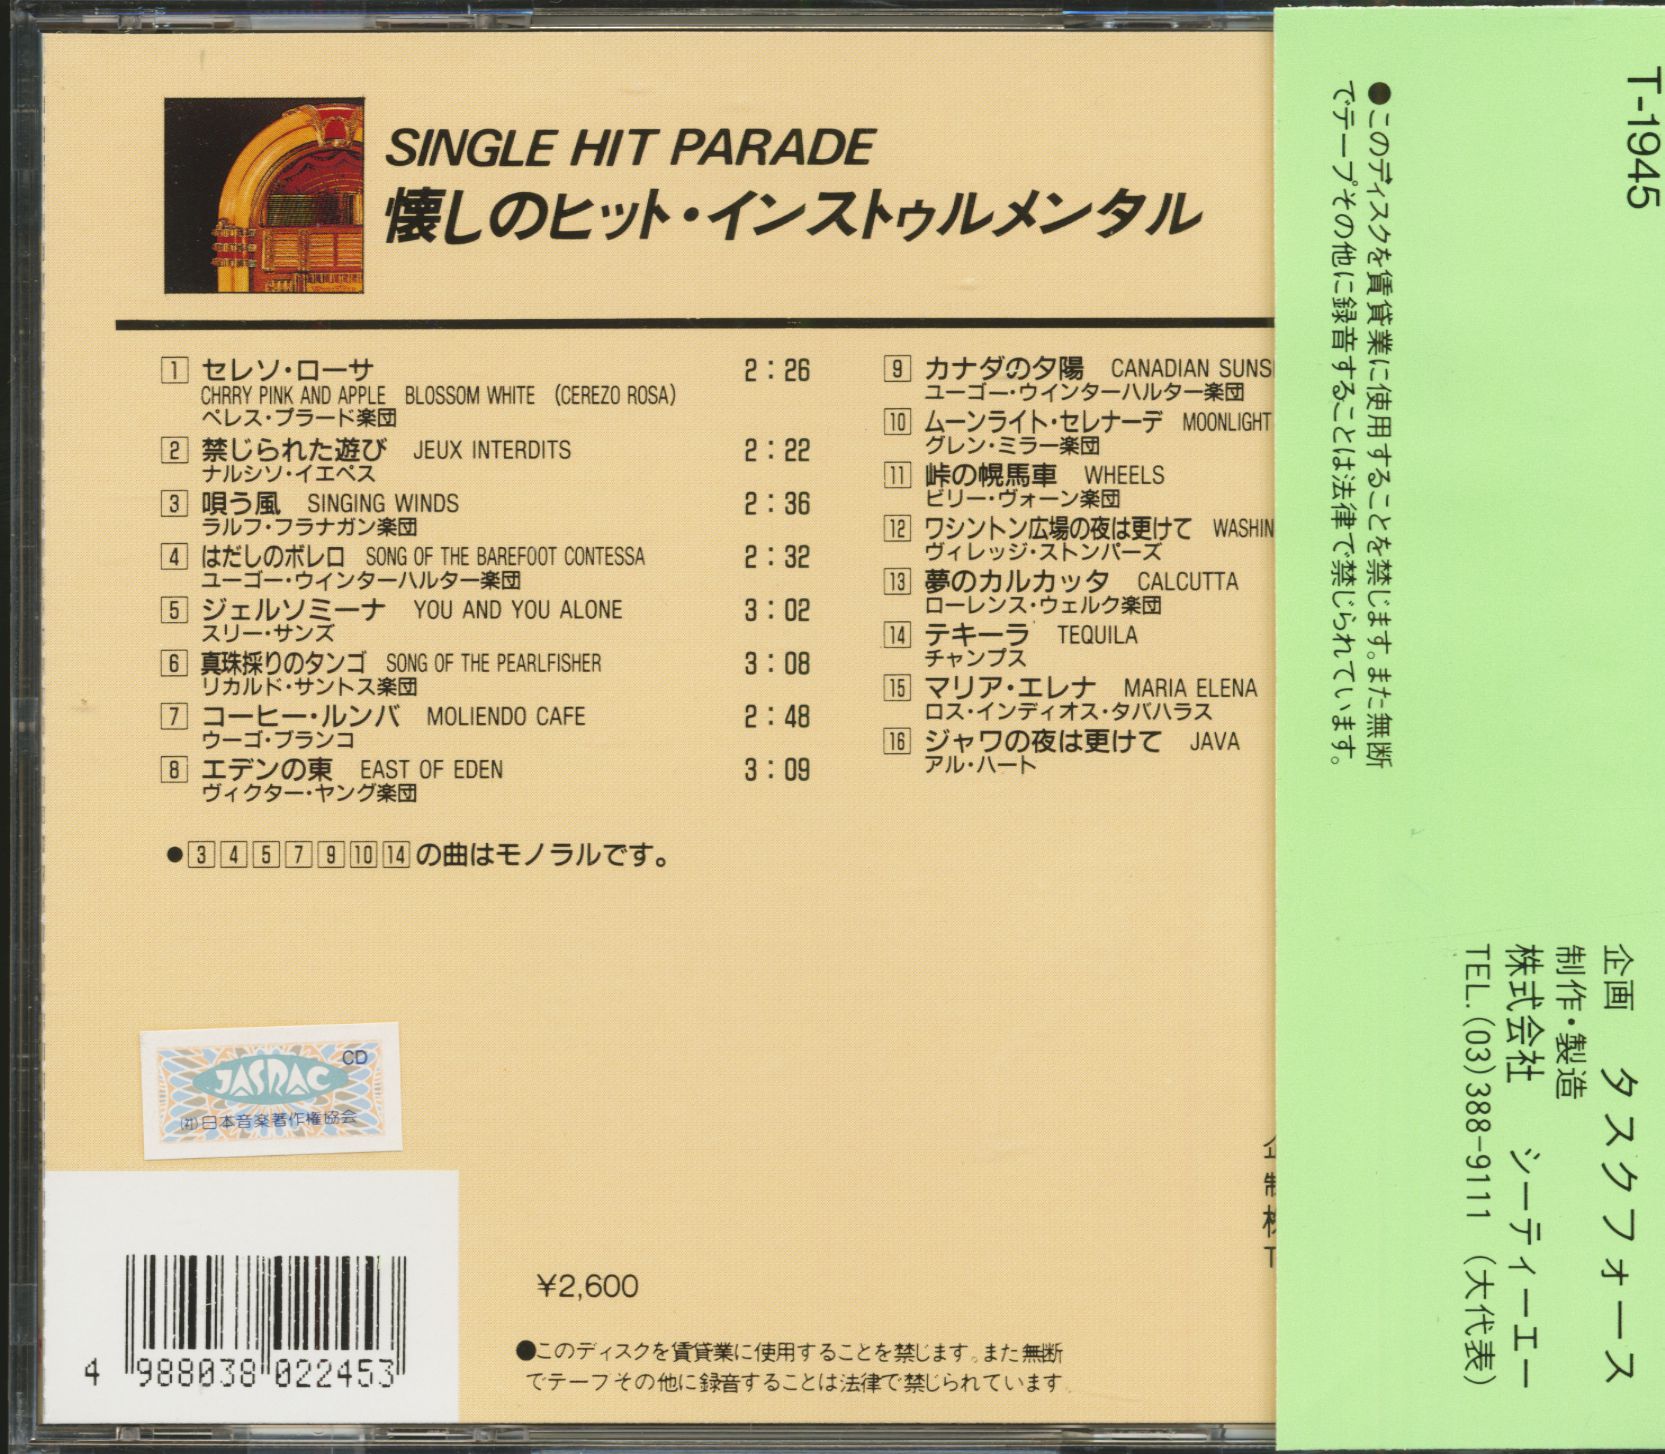 SINGLE HIT PARADE
懐しのヒット・インストゥルメンタル
1 セレソ・ローサ 2:26
CHRRY PINK AND APPLE BLOSSOM WHITE (CEREZO ROSA)
ペレス・プラード楽団
2 禁じられた遊び JEUX INTERDITS 2:22
ナルシソ・イエペス
3 唄う風 SINGING WINDS 2:36
ラルフ・フラナガン楽団
4 はだしのボレロ SONG OF THE BAREFOOT CONTESSA 2:32
ユーゴー・ウインターハルター楽団
5 ジェルソミーナ YOU AND YOU ALONE 3:02
スリー・サンズ
6 真珠採りのタンゴ SONG OF THE PEARLFISHER 3:08
リカルド・サントス楽団
7 コーヒー・ルンバ MOLIENDO CAFE 2:48
ウーゴ・ブランコ
8 エデンの東 EAST OF EDEN 3:09
ヴィクター・ヤング楽団
●3 4 5 7 9 10 14の曲はモノラルです。
9 カナダの夕陽 CANADIAN SUNS
ユーゴー・ウインターハルター楽団
10 ムーンライト・セレナーデ MOONLIGHT
グレン・ミラー楽団
11 峠の幌馬車 WHEELS
ビリー・ヴォーン楽団
12 ワシントン広場の夜は更けて WASHIN
ヴィレッジ・ストンパーズ
13 夢のカルカッタ CALCUTTA
ローレンス・ウェルク楽団
14 テキーラ TEQUILA
チャンプス
15 マリア・エレナ MARIA ELENA
ロス・インディオス・タバハラス
16 ジャワの夜は更けて JAVA
アル・ハート
CD
JASRAC
㈳日本音楽著作権協会
4 988038 022453
¥2,600
●このディスクを賃貸業に使用することを禁じます。また無断
でテープその他に録音することは法律で禁じられています
T-1945
●このディスクを賃貸業に使用することを禁じます。また無断
でテープその他に録音することは法律で禁じられています。
企画 タスクフォース
制作・製造
株式会社 シーティーエー
TEL.(03)388-9111 (大代表)